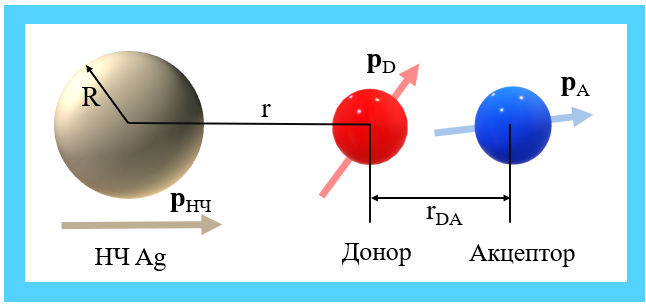 R
r
p_D
p_A
p_НЧ
r_DA
НЧ Ag
Донор
Акцептор